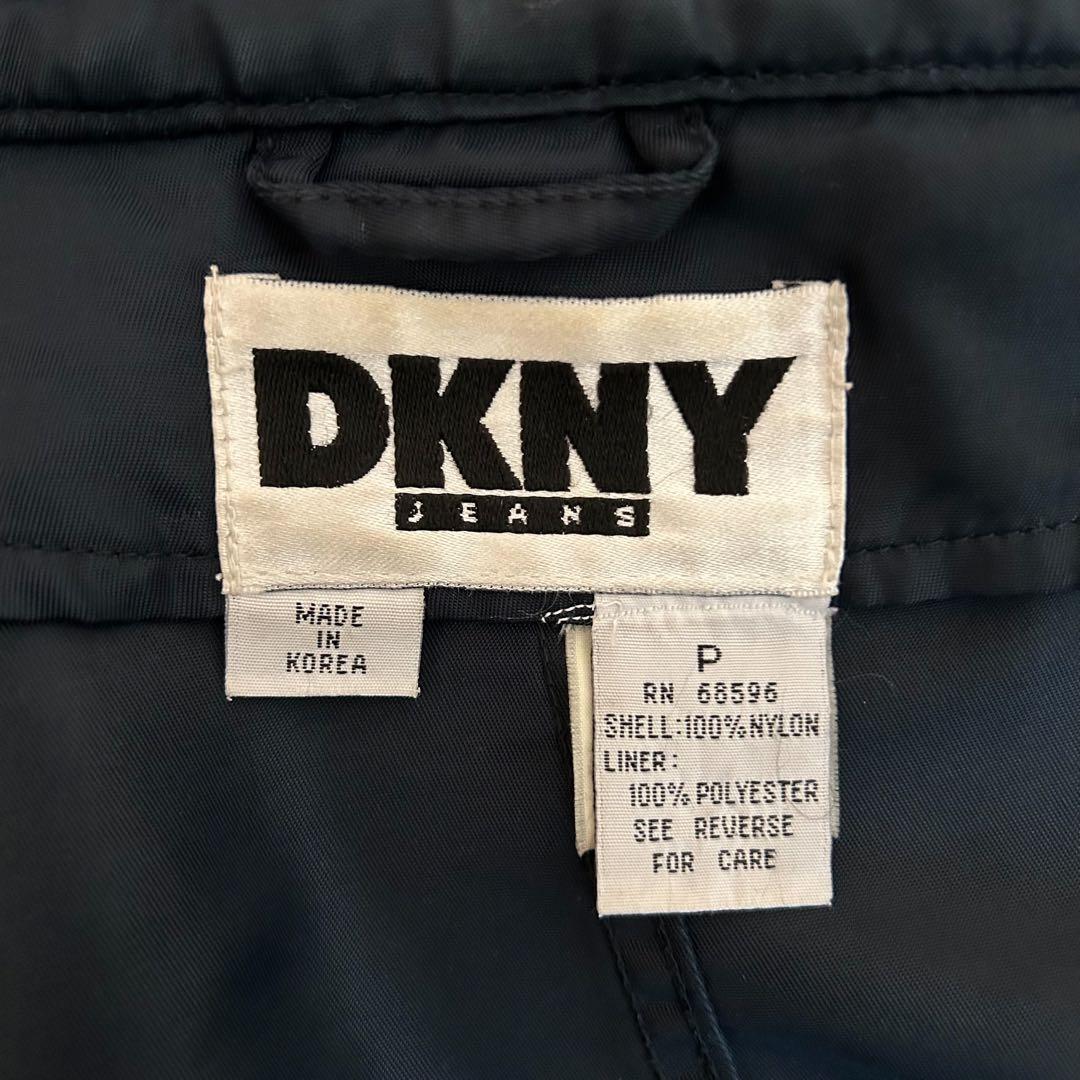 DKNY
JEANS
MADE
IN
KOREA
P
RN 68596
SHELL:100%NYLON
LINER:
100% POLYESTER
SEE REVERSE
FOR CARE